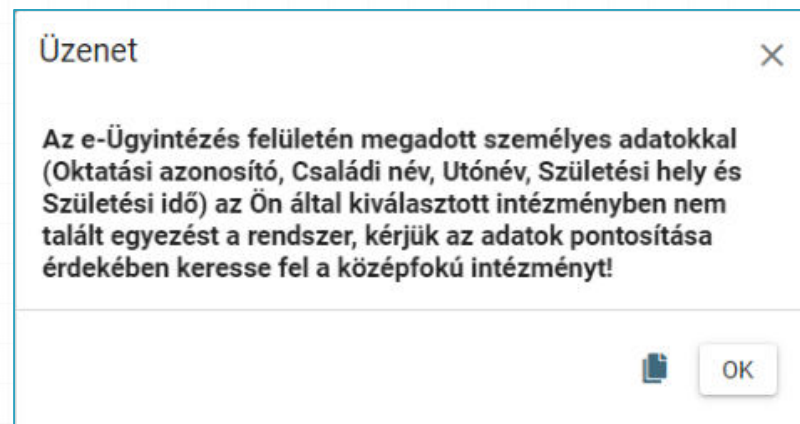 Üzenet
Az e-Ügyintézés felületén megadott személyes adatokkal
(Oktatási azonosító, Családi név, Utónév, Születési hely és
Születési idő) az Ön által kiválasztott intézményben nem
talált egyezést a rendszer, kérjük az adatok pontosítása
érdekében keresse fel a középfokú intézményt!
OK